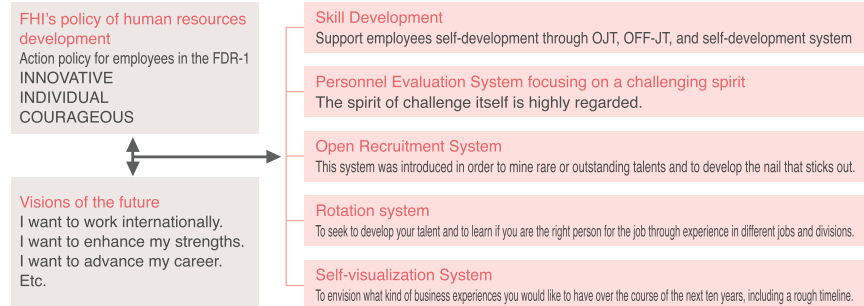 FHI's policy of human resources
development
Action policy for employees in the FDR-1
INNOVATIVE
INDIVIDUAL
COURAGEOUS
Visions of the future
I want to work internationally.
I want to enhance my strengths.
I want to advance my career.
Etc.
Skill Development
Support employees self-development through OJT, OFF-JT, and self-development system
Personnel Evaluation System focusing on a challenging spirit
The spirit of challenge itself is highly regarded.
Open Recruitment System
This system was introduced in order to mine rare or outstanding talents and to develop the nail that sticks out.
Rotation system
To seek to develop your talent and to learn if you are the right person for the job through experience in different jobs and divisions.
Self-visualization System
To envision what kind of business experiences you would like to have over the course of the next ten years, including a rough timeline.